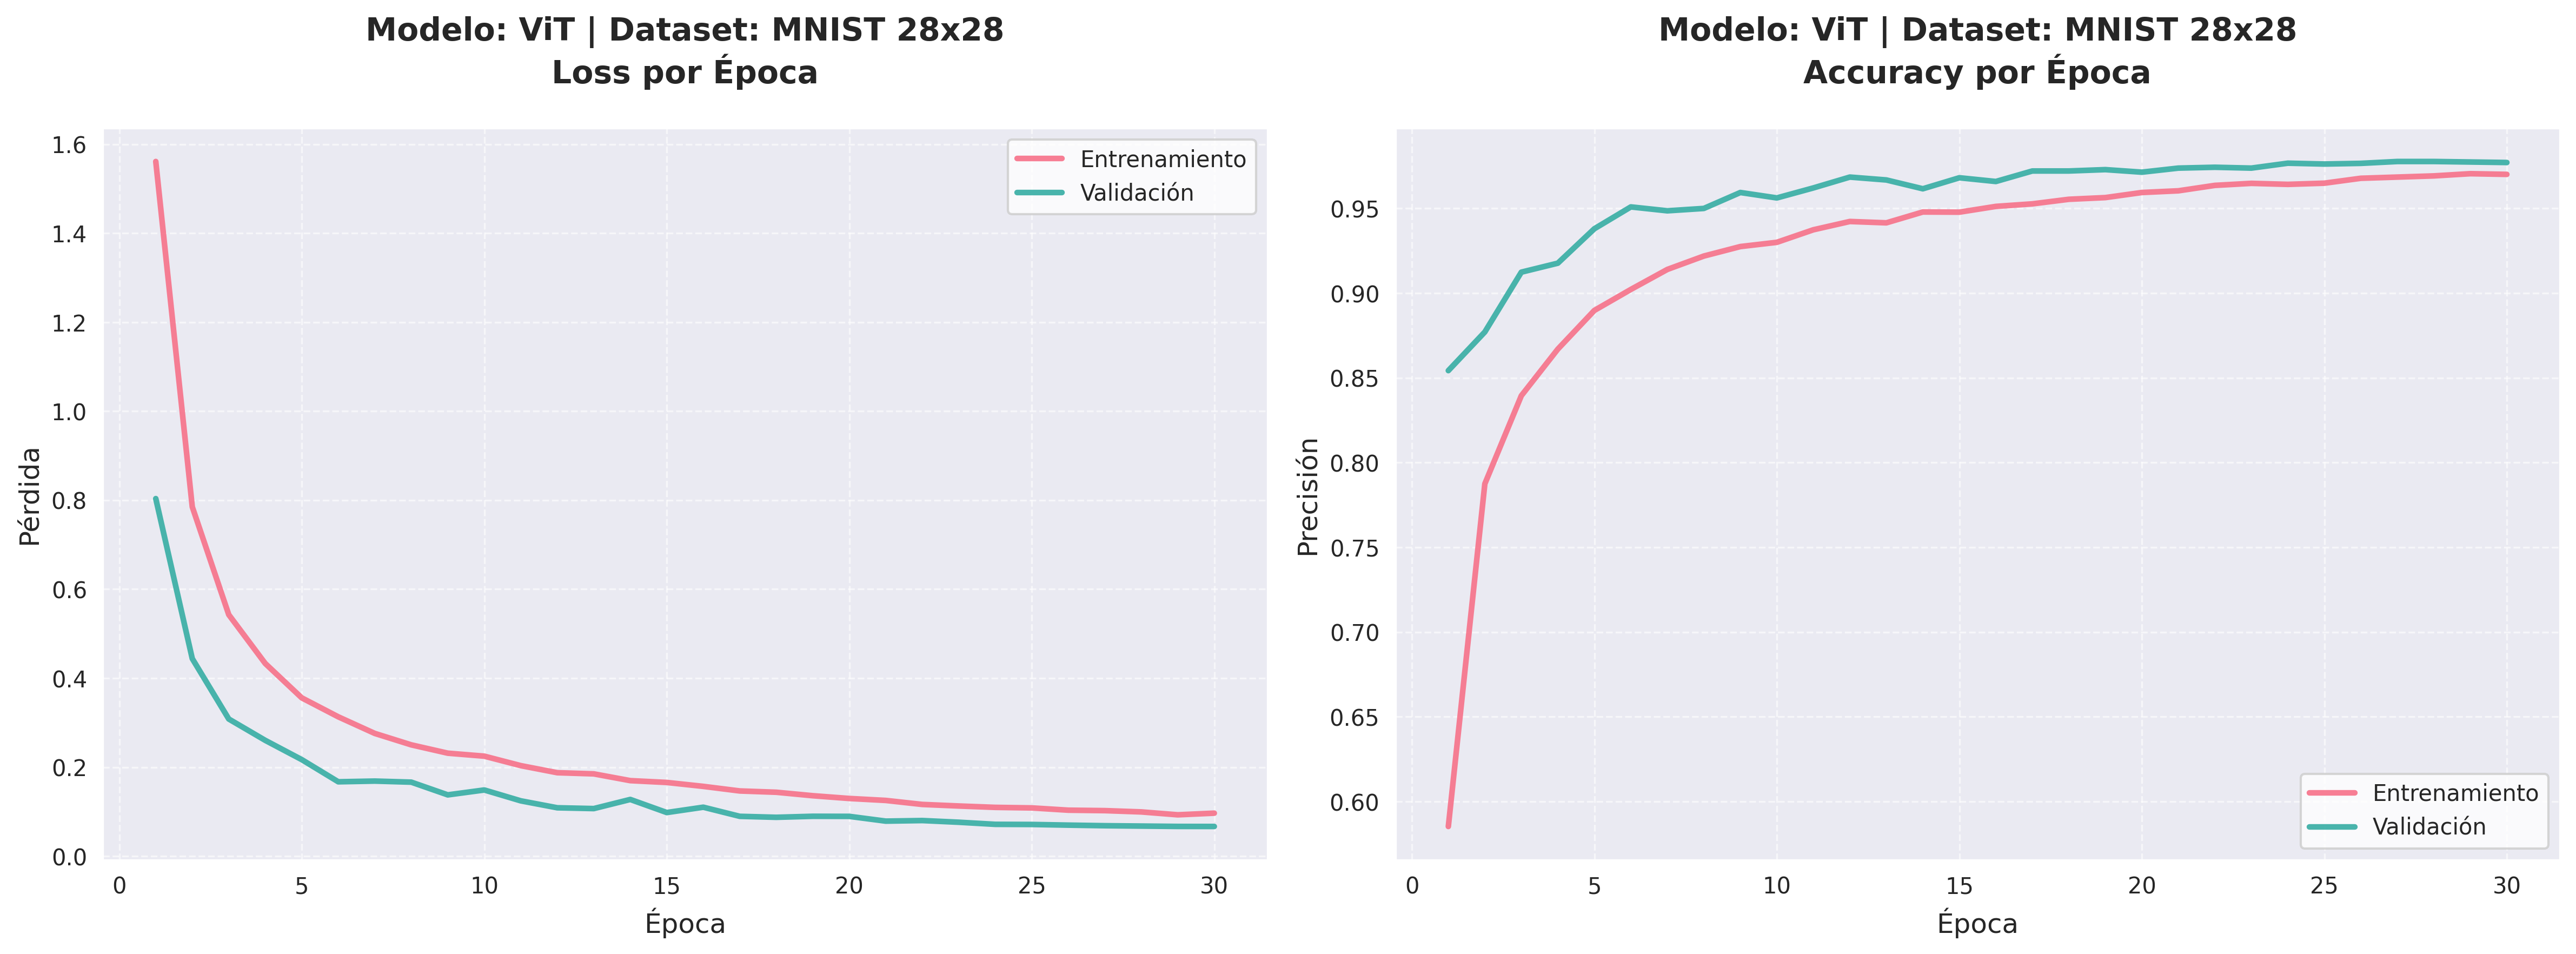 Modelo: ViT | Dataset: MNIST 28x28
Loss por Época
1.6
1.4
1.2
1.0
0.8
0.6
0.4
0.2
0.0
Pérdida
0
5
10
15
20
25
30
Época
Entrenamiento
Validación
Modelo: ViT | Dataset: MNIST 28x28
Accuracy por Época
0.95
0.90
0.85
0.80
0.75
0.70
0.65
0.60
Precisión
0
5
10
15
20
25
30
Época
Entrenamiento
Validación